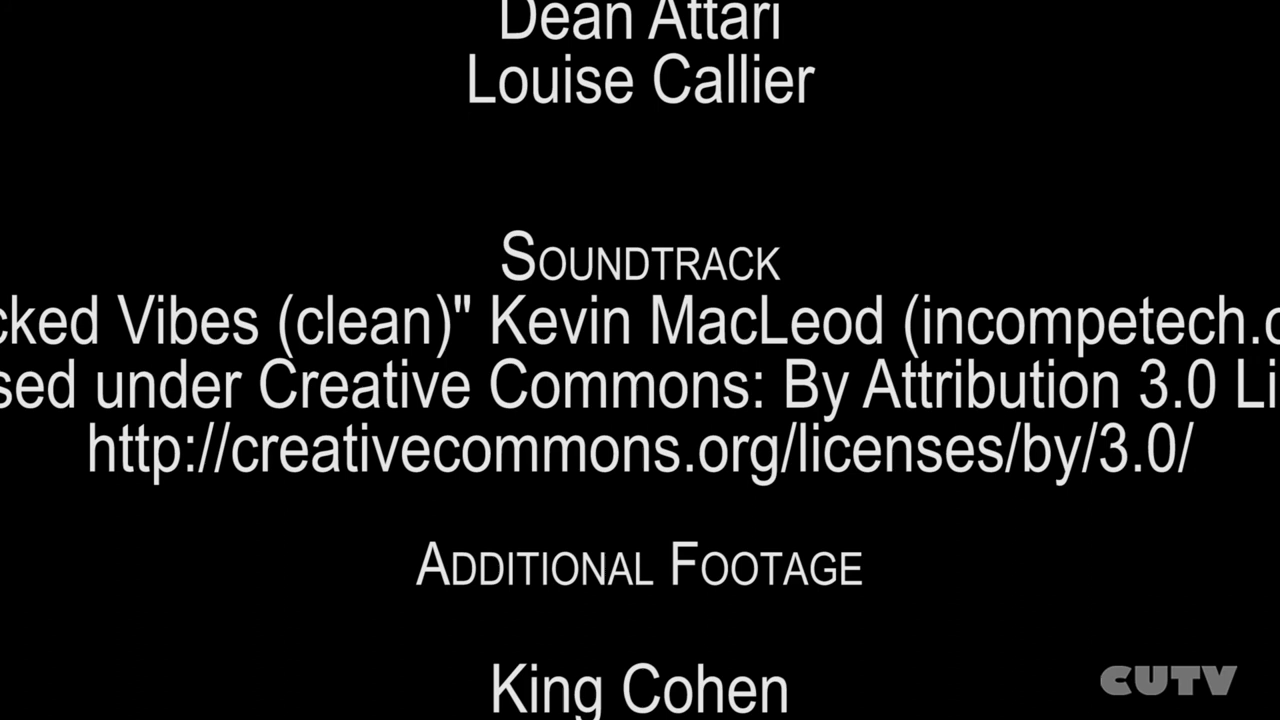 Dean Attari
Louise Callier
SOUNDTRACK
cked Vibes (clean)" Kevin MacLeod (incompetech.c
sed under Creative Commons: By Attribution 3.0 Li
http://creativecommons.org/licenses/by/3.0/
ADDITIONAL FOOTAGE
King Cohen
CUTV